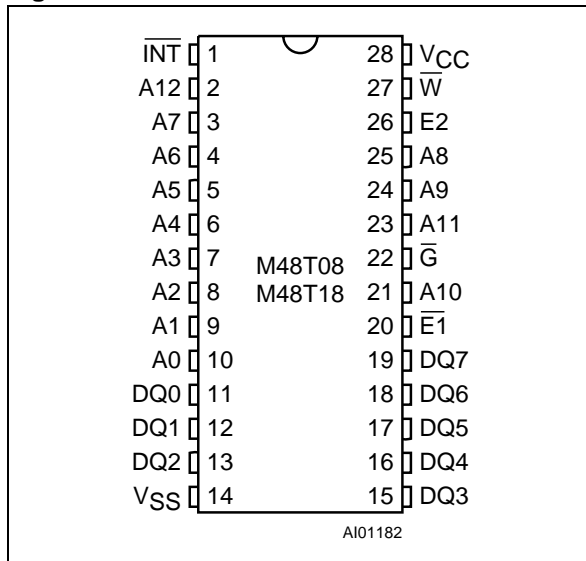 I̅N̅T̅ 1 28 VCC
A12 2 27 W̅
A7 3 26 E2
A6 4 25 A8
A5 5 24 A9
A4 6 23 A11
A3 7 22 G̅
M48T08
A2 8 21 A10
M48T18
A1 9 20 E̅1̅
A0 10 19 DQ7
DQ0 11 18 DQ6
DQ1 12 17 DQ5
DQ2 13 16 DQ4
VSS 14 15 DQ3
AI01182